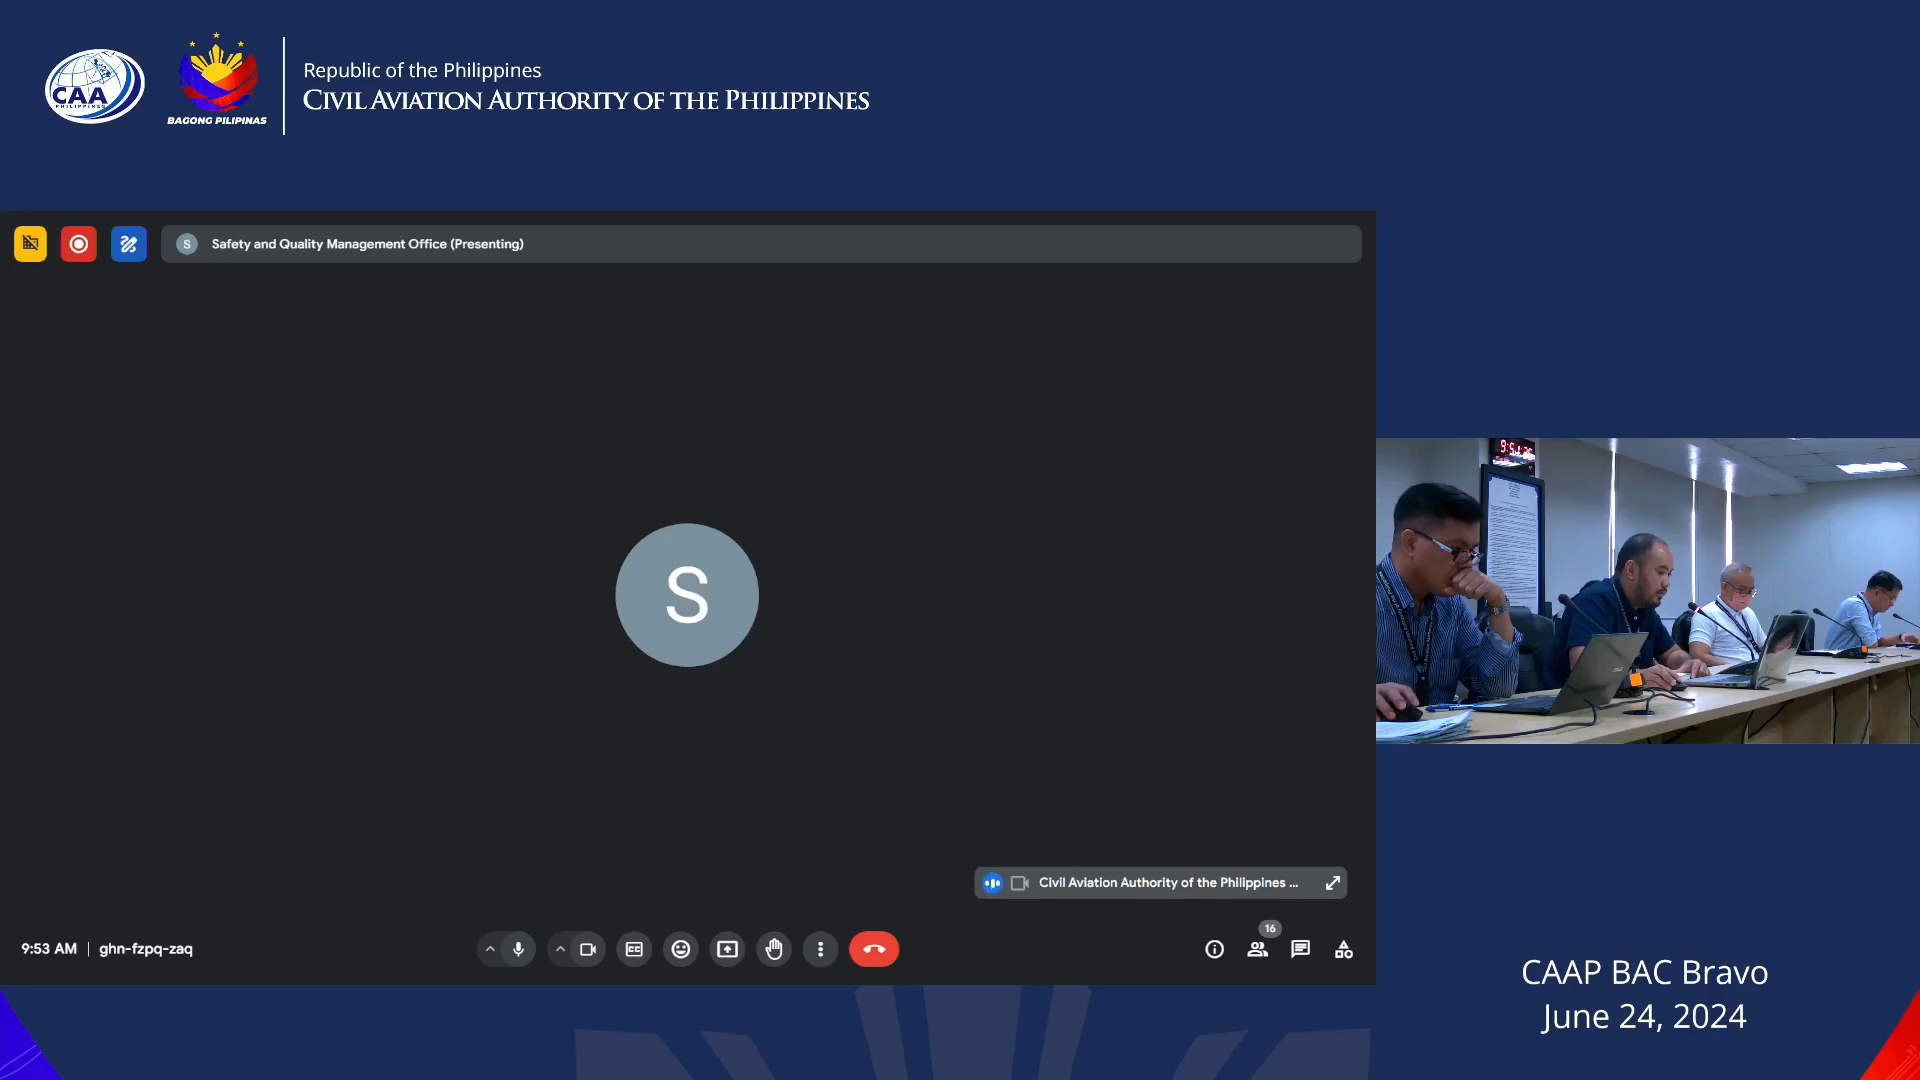 CAA
PHILIPPINES
BAGONG PILIPINAS
Republic of the Philippines
CIVIL AVIATION AUTHORITY OF THE PHILIPPINES
S
Safety and Quality Management Office (Presenting)
S
Civil Aviation Authority of the Philippines ...
9:53 AM | ghn-fzpq-zaq
CC
16
CAAP BAC Bravo
June 24, 2024